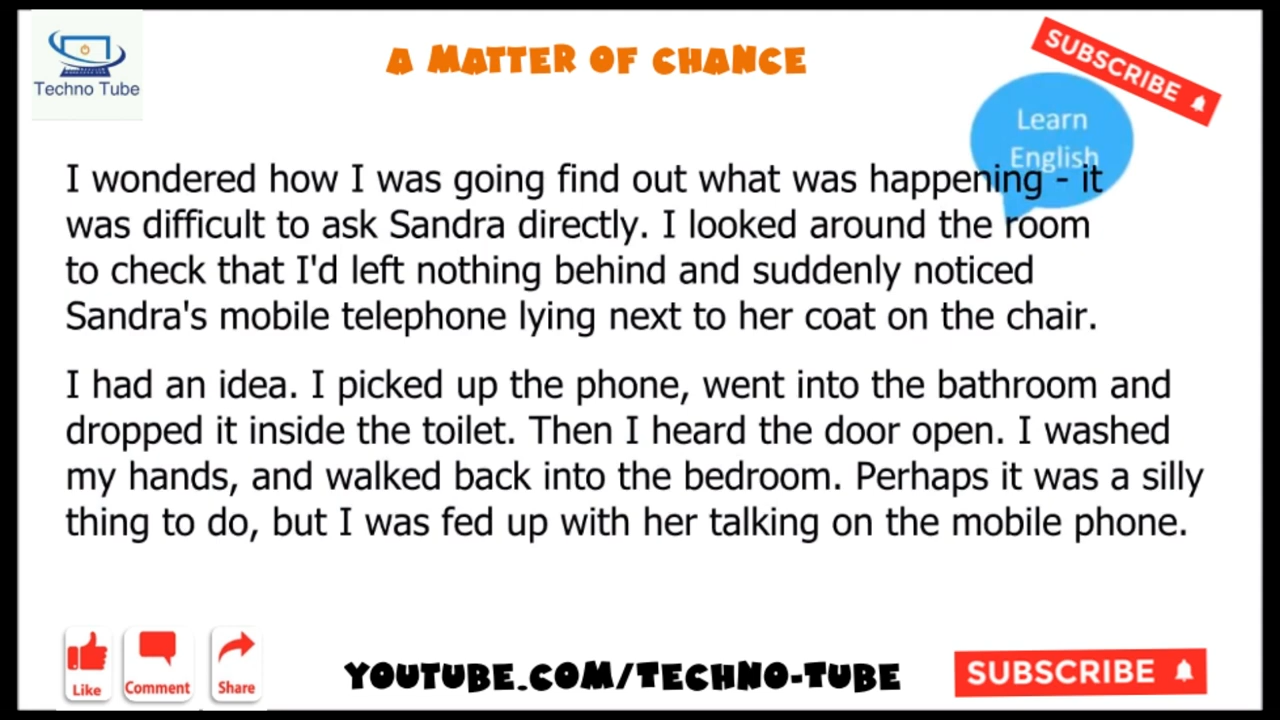 Techno Tube
A MATTER OF CHANCE
SUBSCRIBE
Learn
English
I wondered how I was going find out what was happening - it
was difficult to ask Sandra directly. I looked around the room
to check that I'd left nothing behind and suddenly noticed
Sandra's mobile telephone lying next to her coat on the chair.
I had an idea. I picked up the phone, went into the bathroom and
dropped it inside the toilet. Then I heard the door open. I washed
my hands, and walked back into the bedroom. Perhaps it was a silly
thing to do, but I was fed up with her talking on the mobile phone.
Like
Comment
Share
YOUTUBE.COM/TECHNO-TUBE
SUBSCRIBE